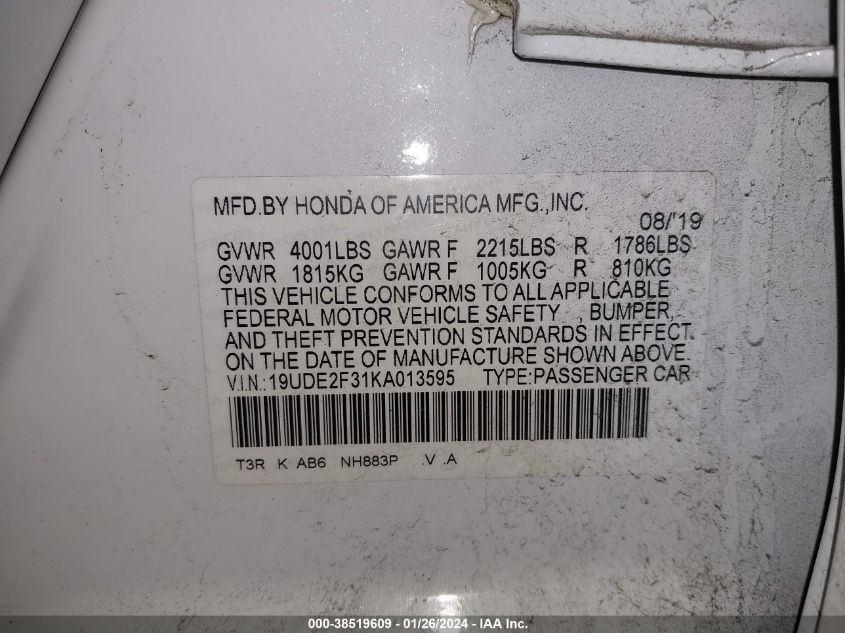 MFD.BY HONDA OF AMERICA MFG.,INC.
08/'19
GVWR 4001LBS GAWR F 2215LBS R 1786LBS
GVWR 1815KG GAWR F 1005KG R 810KG
THIS VEHICLE CONFORMS TO ALL APPLICABLE
FEDERAL MOTOR VEHICLE SAFETY , BUMPER,
AND THEFT PREVENTION STANDARDS IN EFFECT
ON THE DATE OF MANUFACTURE SHOWN ABOVE.
V.I.N.:19UDE2F31KA013595 TYPE:PASSENGER CAR
T3R K AB6 NH883P .V .A
000-38519609 - 01/26/2024 - IAA Inc.